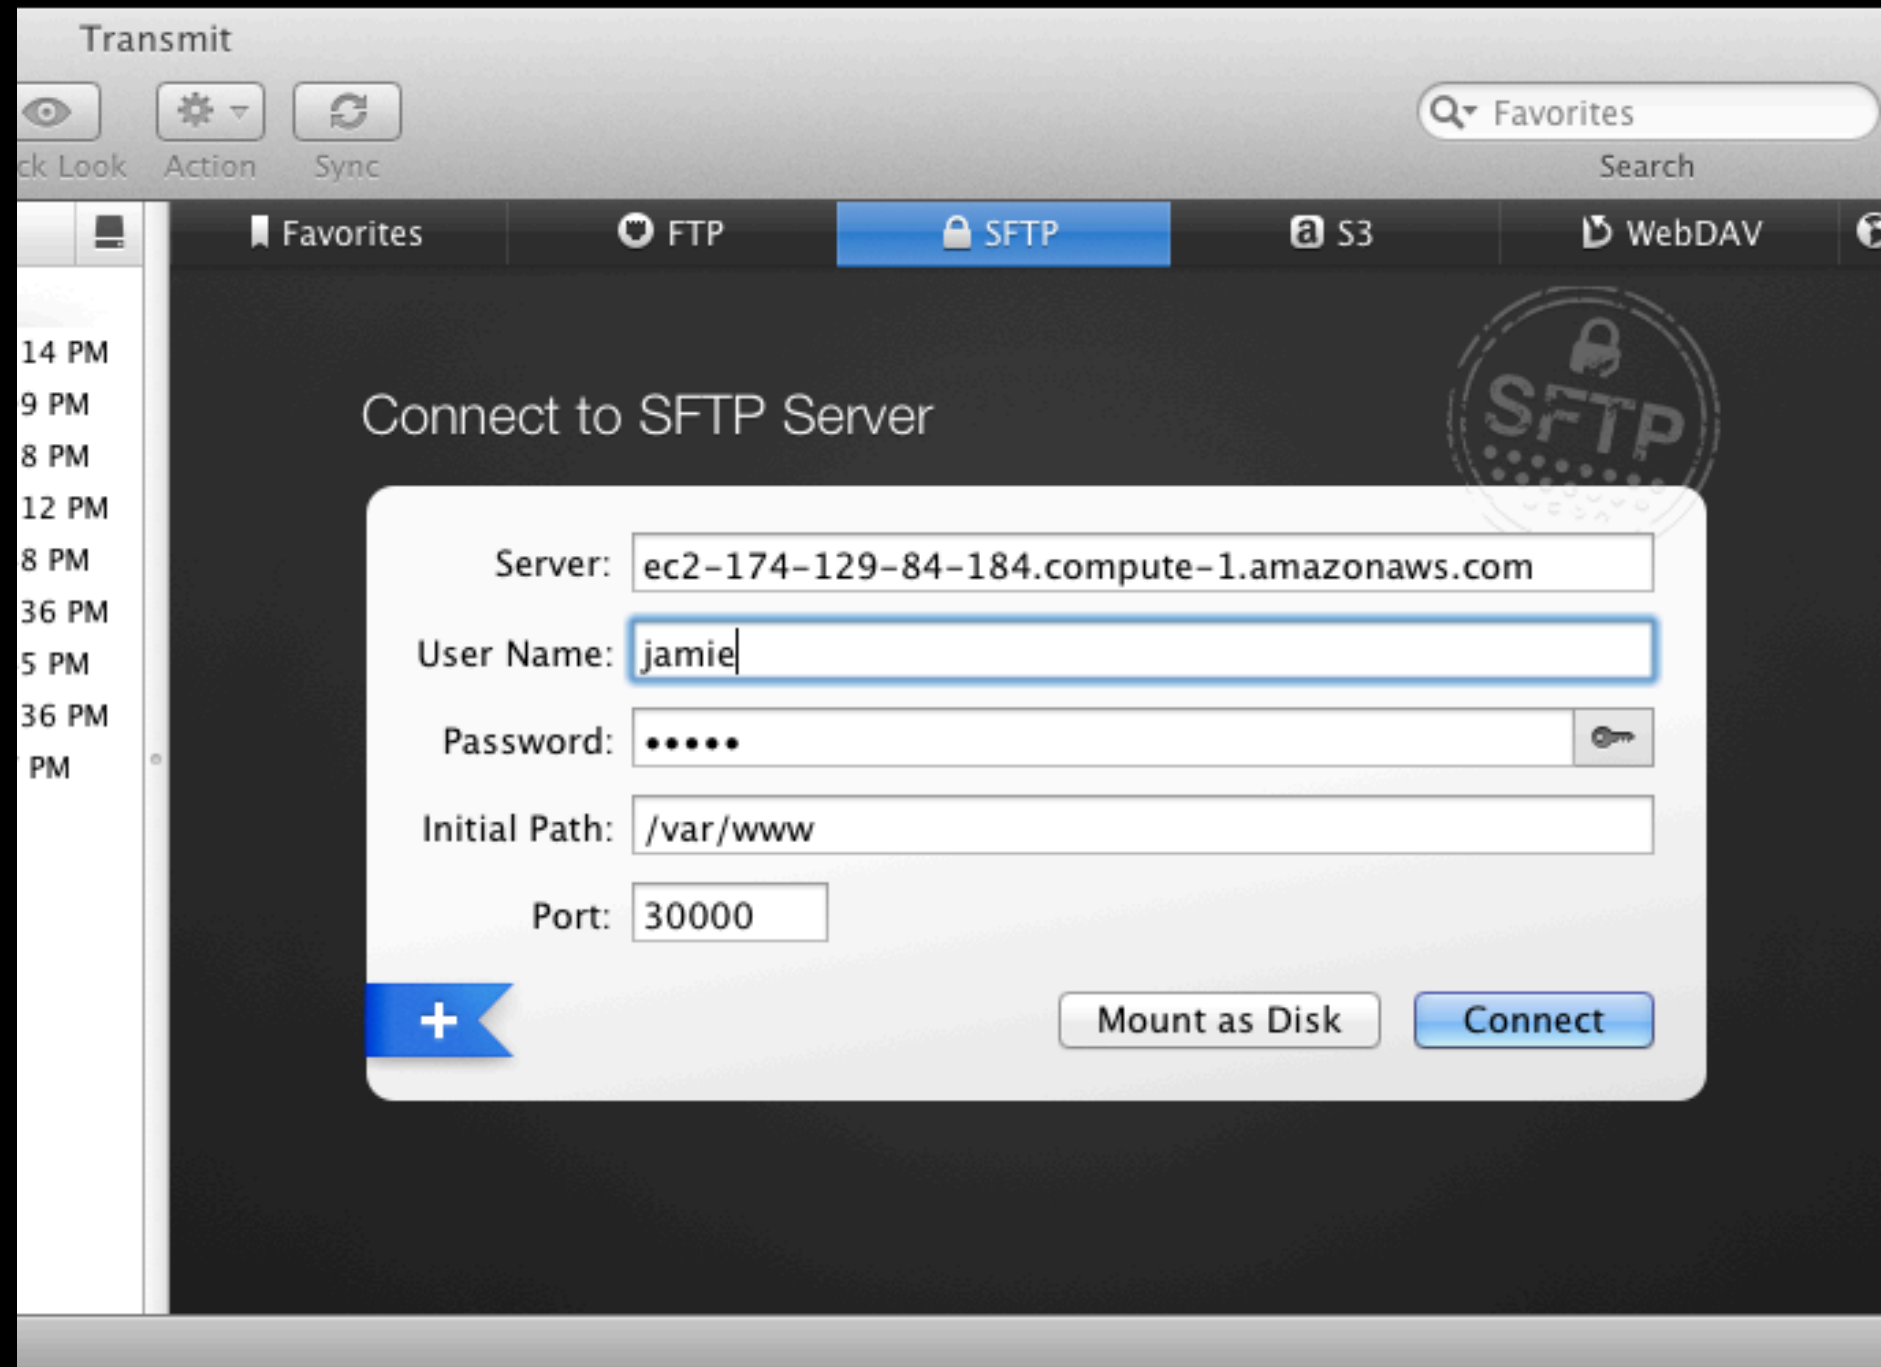 Transmit
Favorites
ck Look
Action
Sync
Search
Favorites
FTP
SFTP
a S3
WebDAV
14 PM
9 PM
8 PM
12 PM
8 PM
36 PM
5 PM
36 PM
PM
SFTP
Connect to SFTP Server
Server: ec2-174-129-84-184.compute-1.amazonaws.com
User Name: jamie
Password: •••••
Initial Path: /var/www
Port: 30000
+
Mount as Disk
Connect